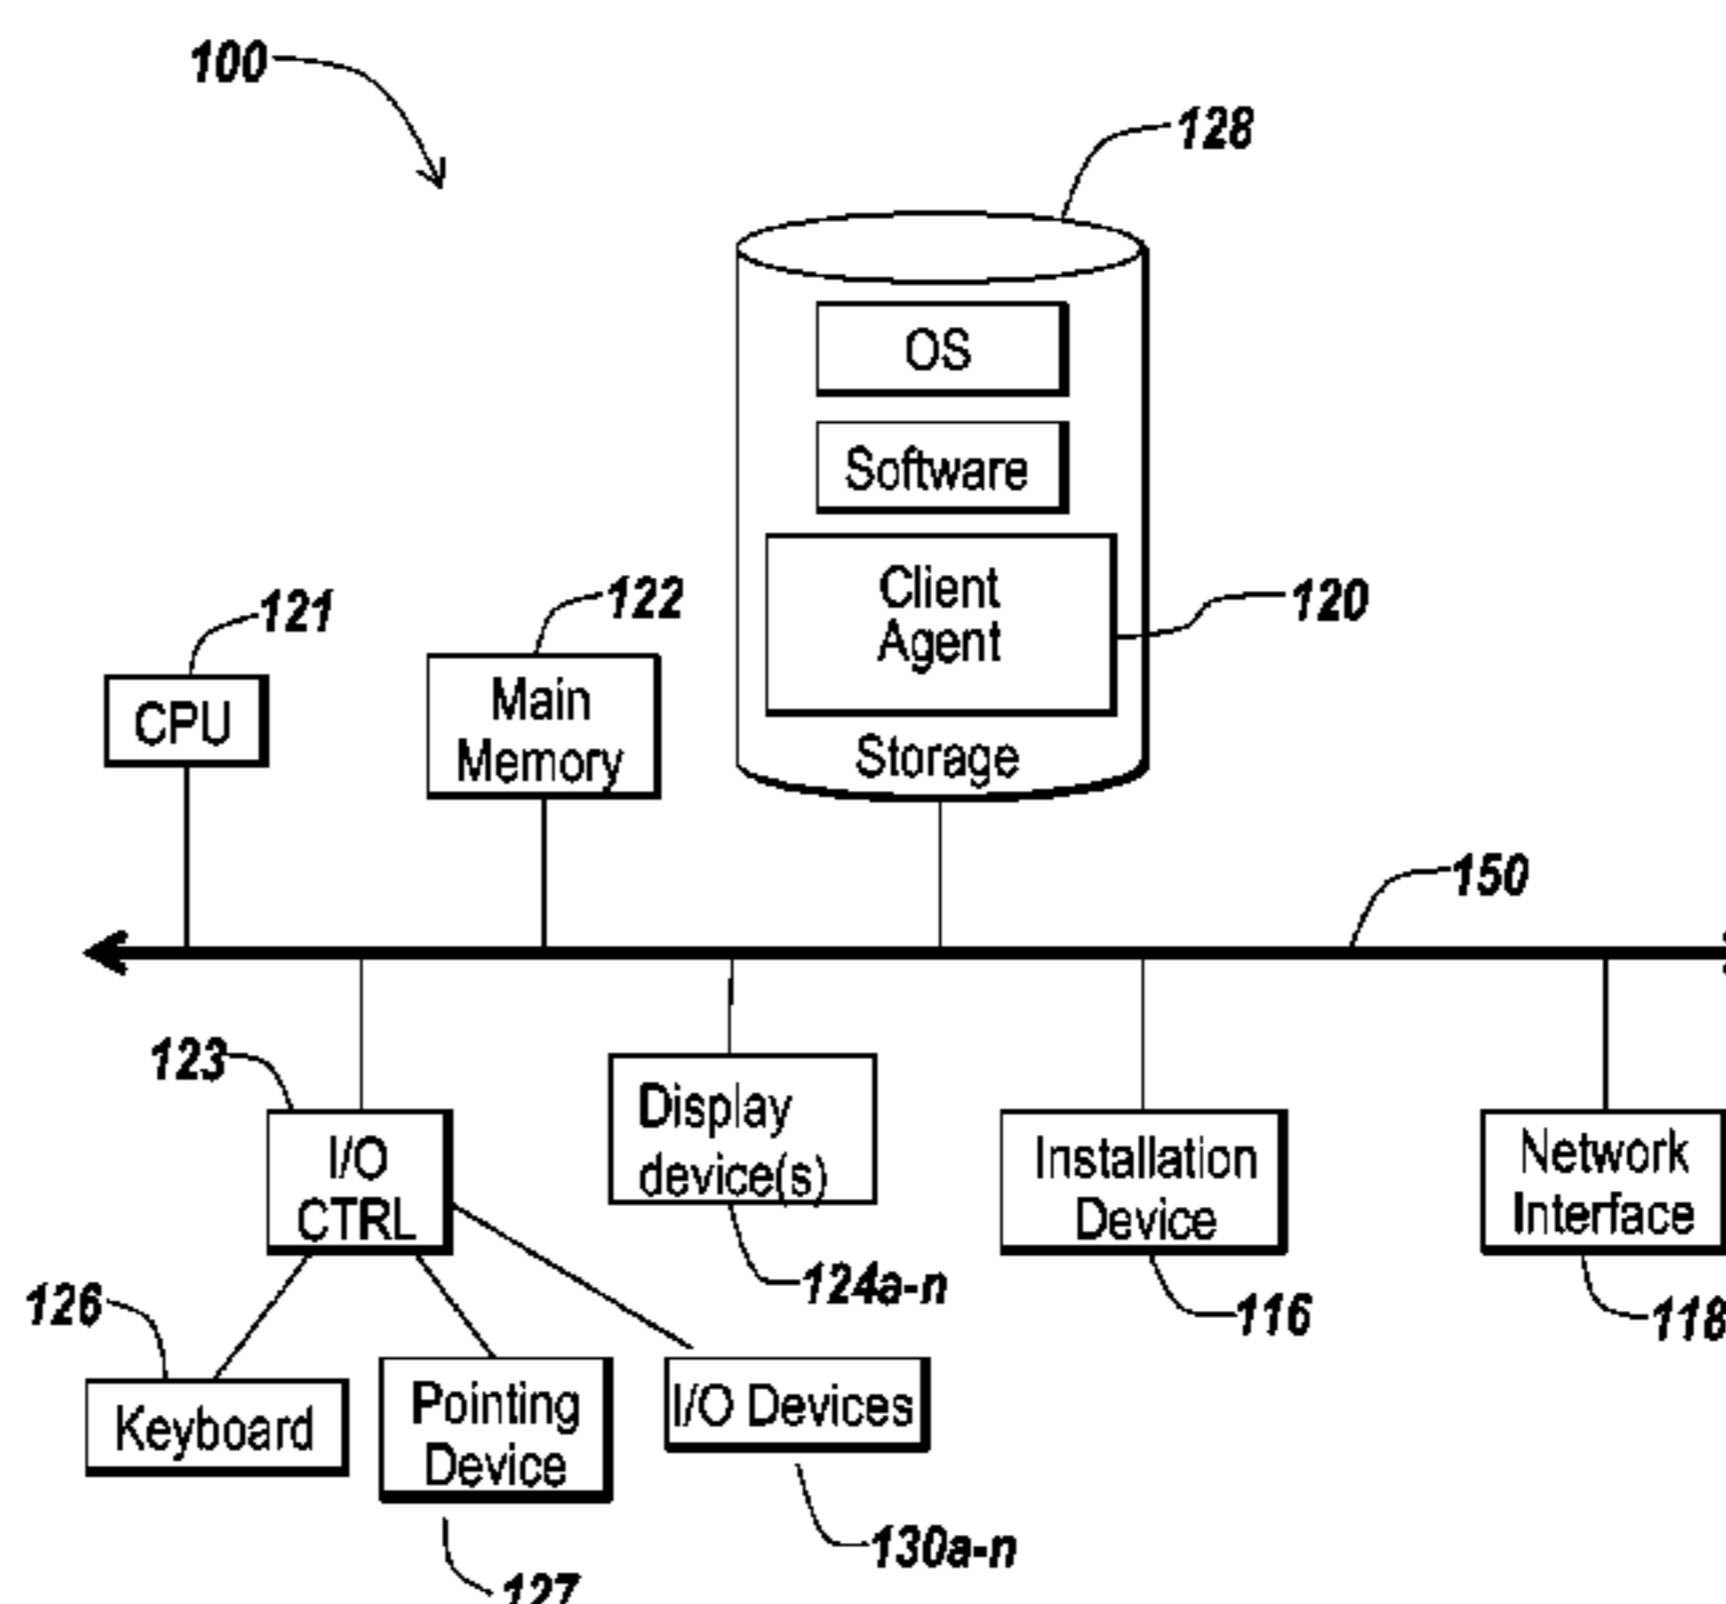 100
128
OS
Software
Client
Agent
120
Storage
121
CPU
122
Main
Memory
150
123
I/O
CTRL
Display
device(s)
124a-n
Installation
Device
116
Network
Interface
118
126
Keyboard
Pointing
Device
127
I/O Devices
130a-n